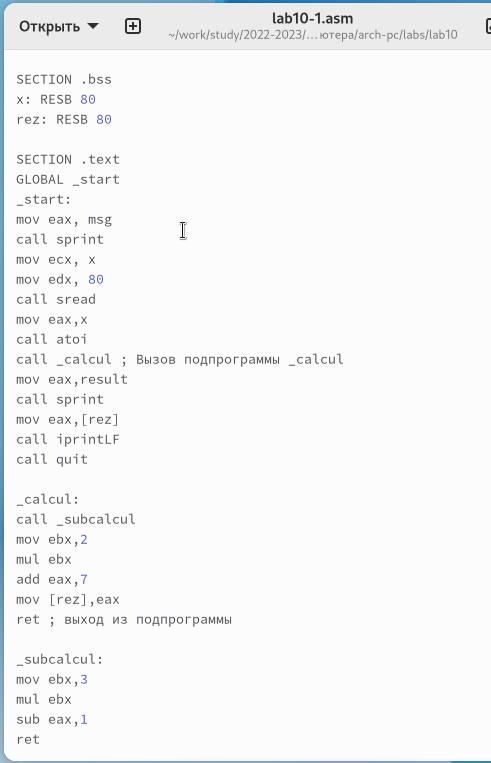 Открыть
lab10-1.asm
~/work/study/2022-2023/...ютера/arch-pc/labs/lab10
SECTION .bss
x: RESB 80
rez: RESB 80
SECTION .text
GLOBAL _start
_start:
mov eax, msg
call sprint
mov ecx, x
mov edx, 80
call sread
mov eax,x
call atoi
call _calcul ; Вызов подпрограммы _calcul
mov eax,result
call sprint
mov eax,[rez]
call iprintLF
call quit
_calcul:
call _subcalcul
mov ebx,2
mul ebx
add eax,7
mov [rez],eax
ret ; выход из подпрограммы
_subcalcul:
mov ebx,3
mul ebx
sub eax,1
ret